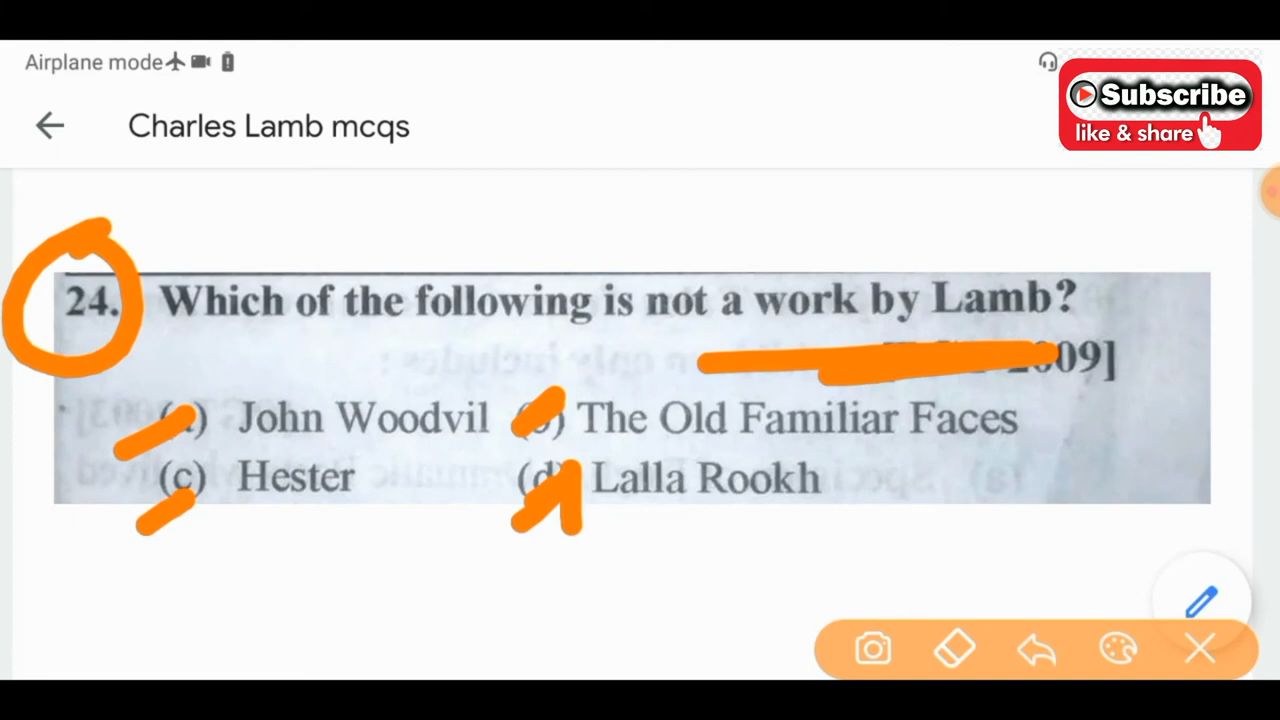 Airplane mode
Subscribe
like & share
Charles Lamb mcqs
24. Which of the following is not a work by Lamb?
09]
John Woodvil
The Old Familiar Faces
(c) Hester
Lalla Rookh